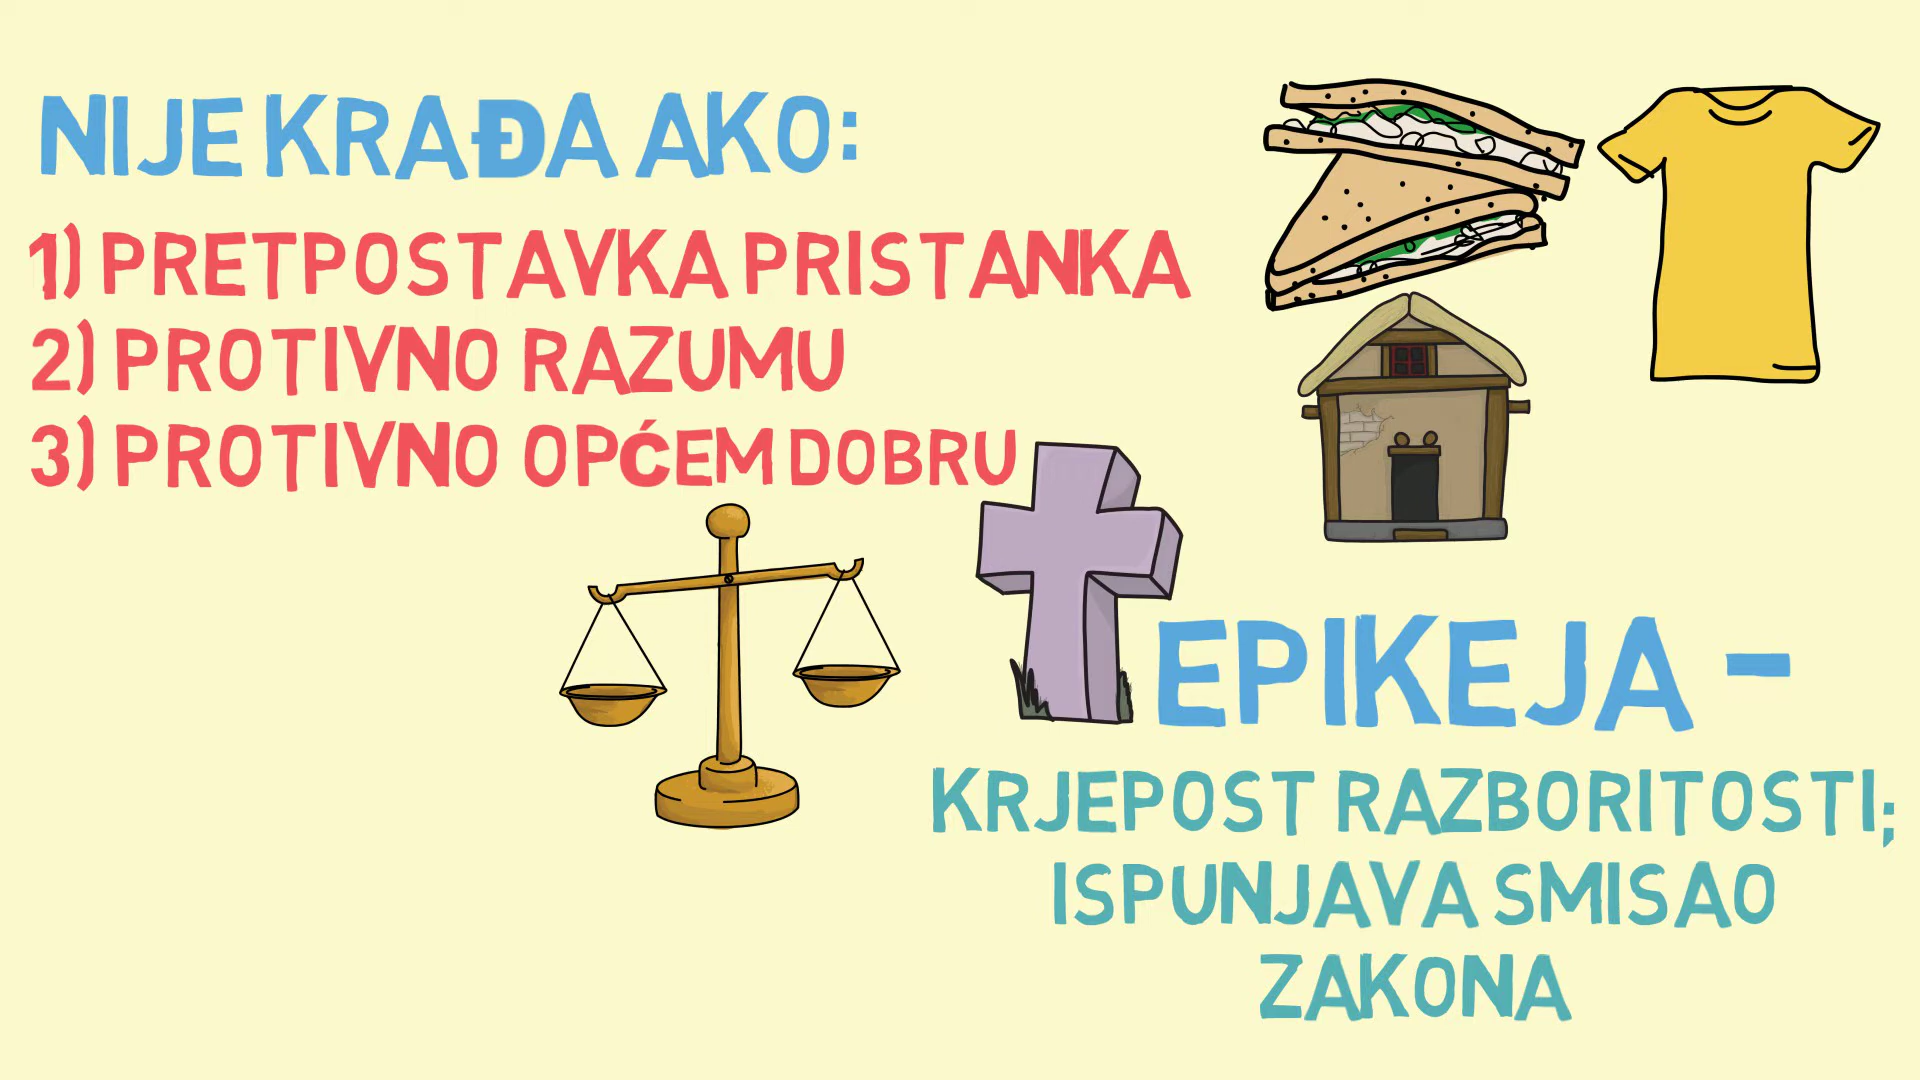 NIJE KRAĐA AKO:
1) PRETPOSTAVKA PRISTANKA
2) PROTIVNO RAZUMU
3) PROTIVNO OPĆEM DOBRU
EPIKEJA -
KRJEPOST RAZBORITOSTI;
ISPUNJAVA SMISAO
ZAKONA